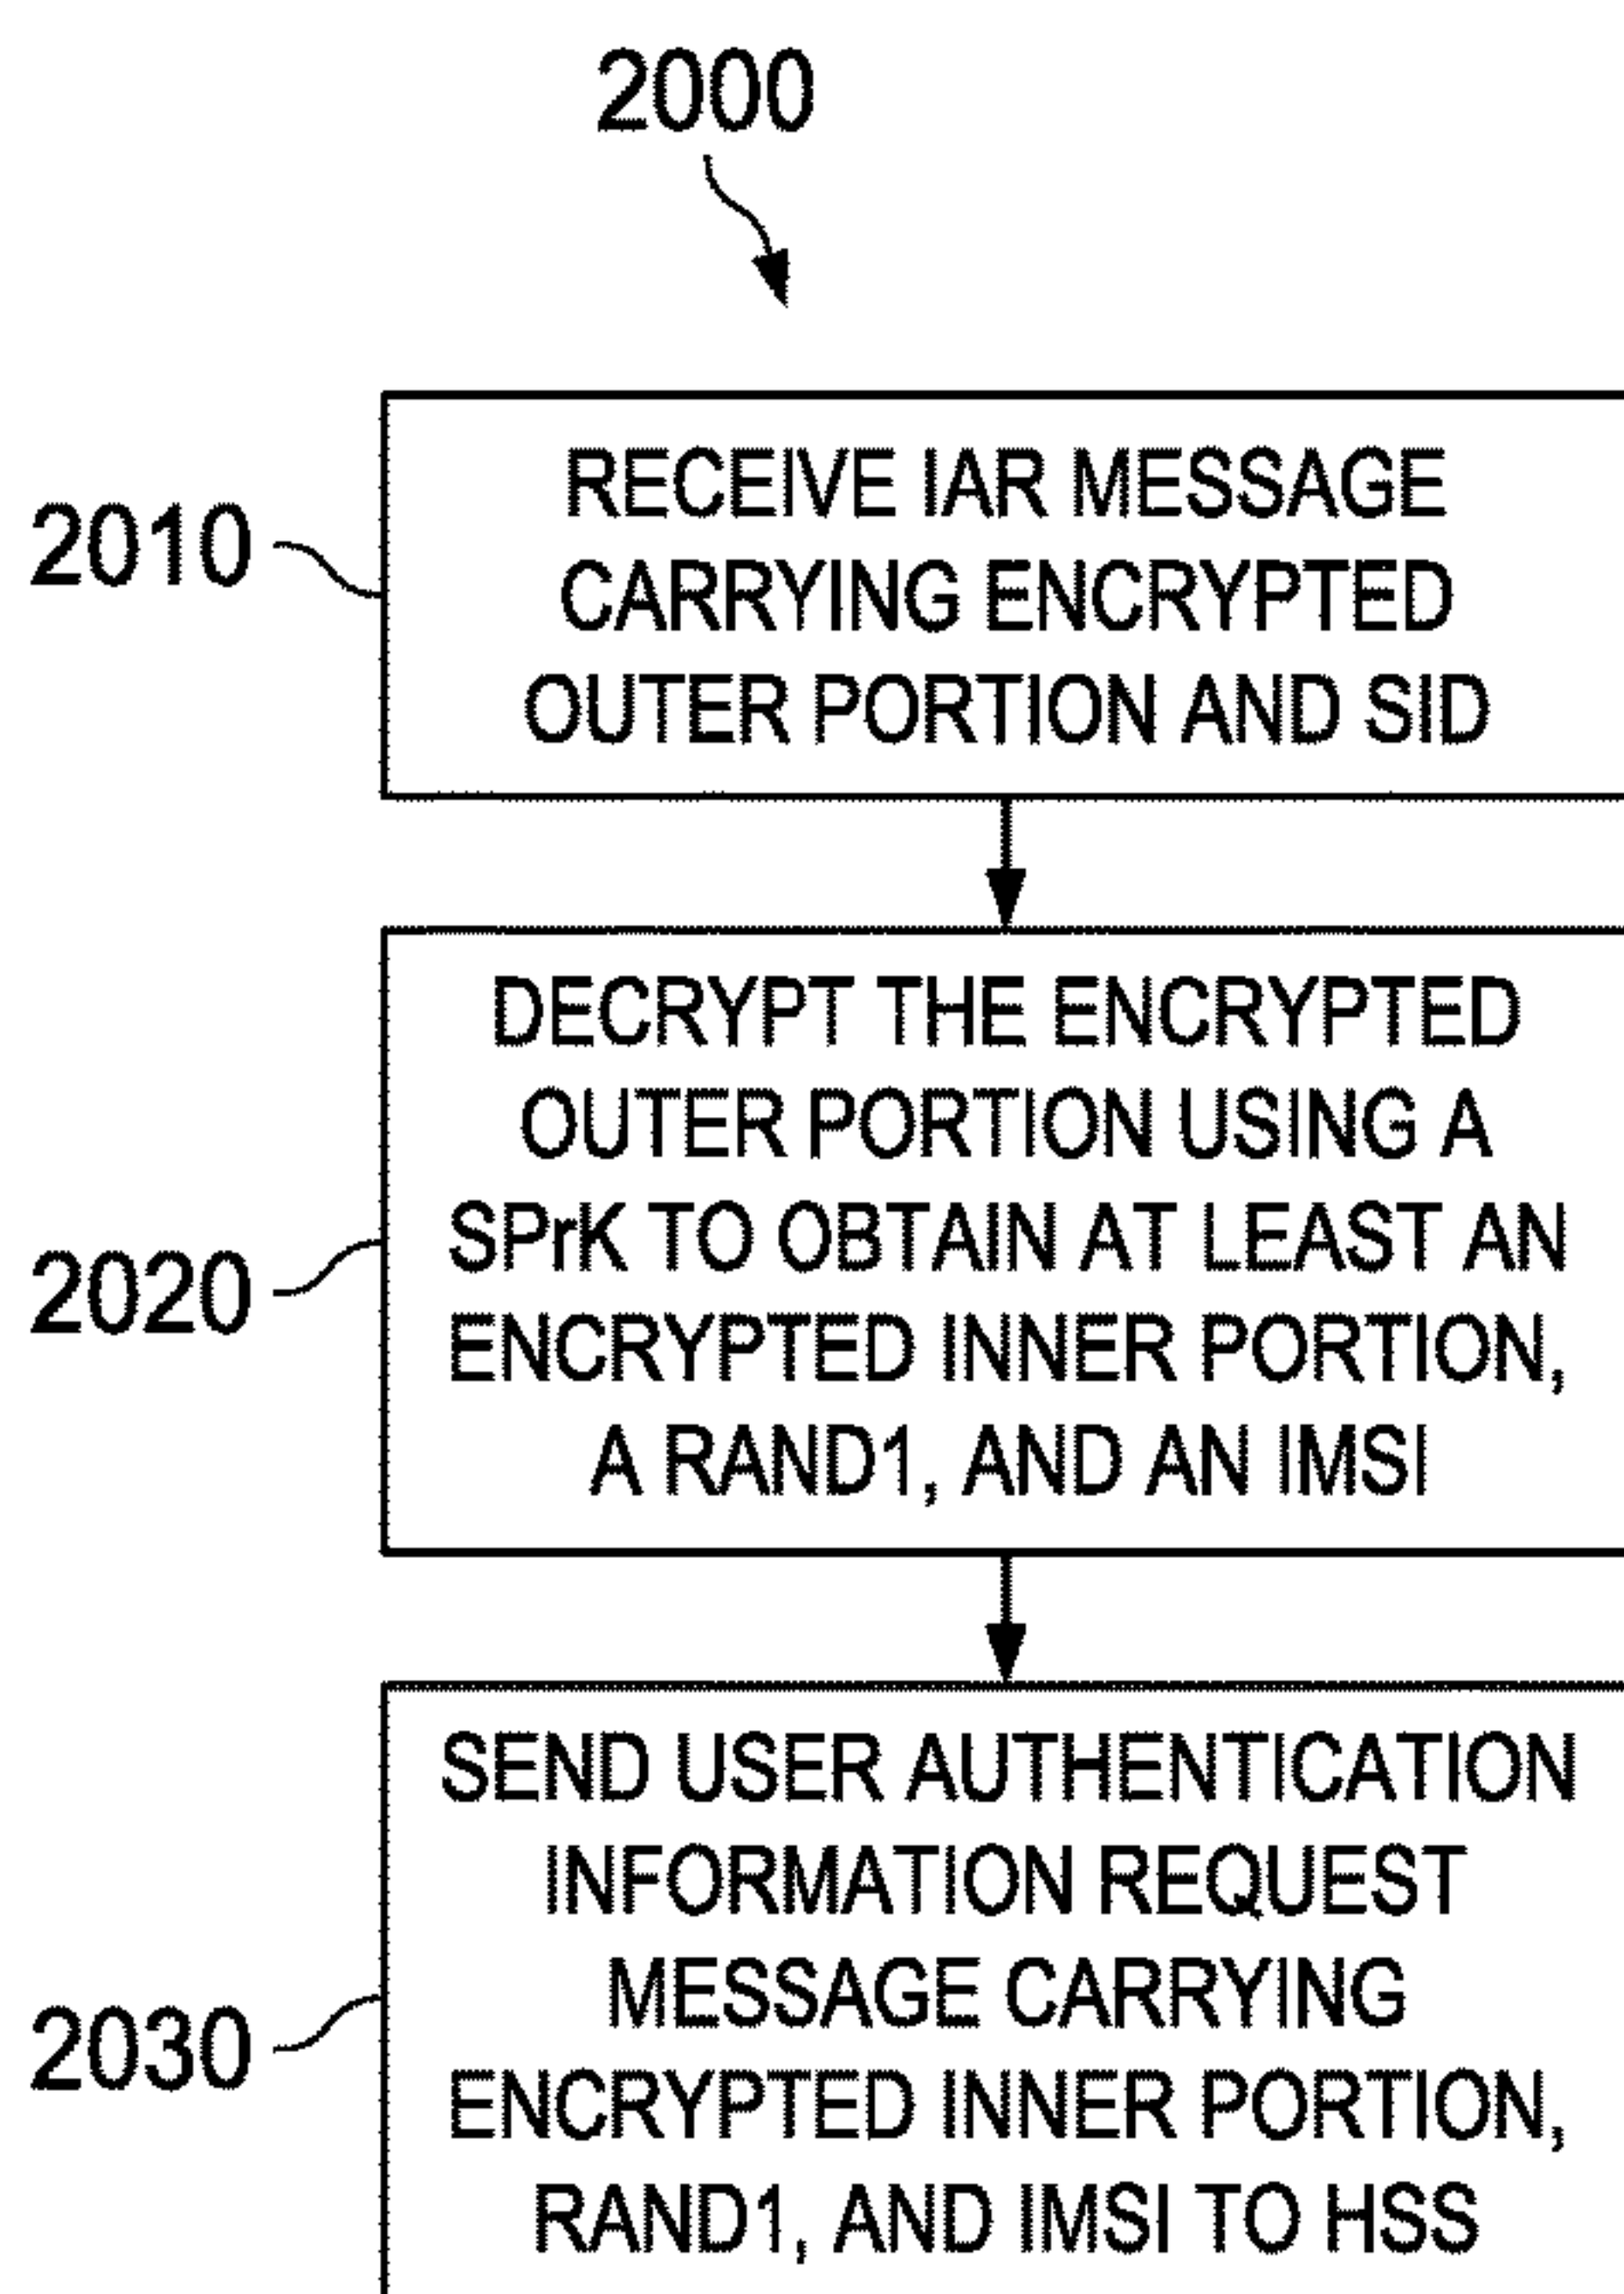 2000
2010
RECEIVE IAR MESSAGE
CARRYING ENCRYPTED
OUTER PORTION AND SID
2020
DECRYPT THE ENCRYPTED
OUTER PORTION USING A
SPrK TO OBTAIN AT LEAST AN
ENCRYPTED INNER PORTION,
A RAND1, AND AN IMSI
2030
SEND USER AUTHENTICATION
INFORMATION REQUEST
MESSAGE CARRYING
ENCRYPTED INNER PORTION,
RAND1, AND IMSI TO HSS